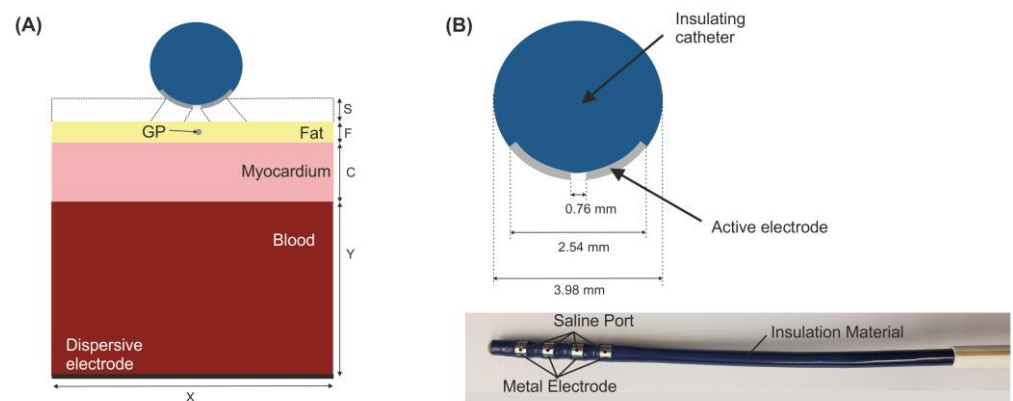 (A)
S
GP
Fat
F
Myocardium
C
Blood
Y
Dispersive
electrode
X
(B)
Insulating
catheter
0.76 mm
Active electrode
2.54 mm
3.98 mm
Saline Port
Insulation Material
Metal Electrode